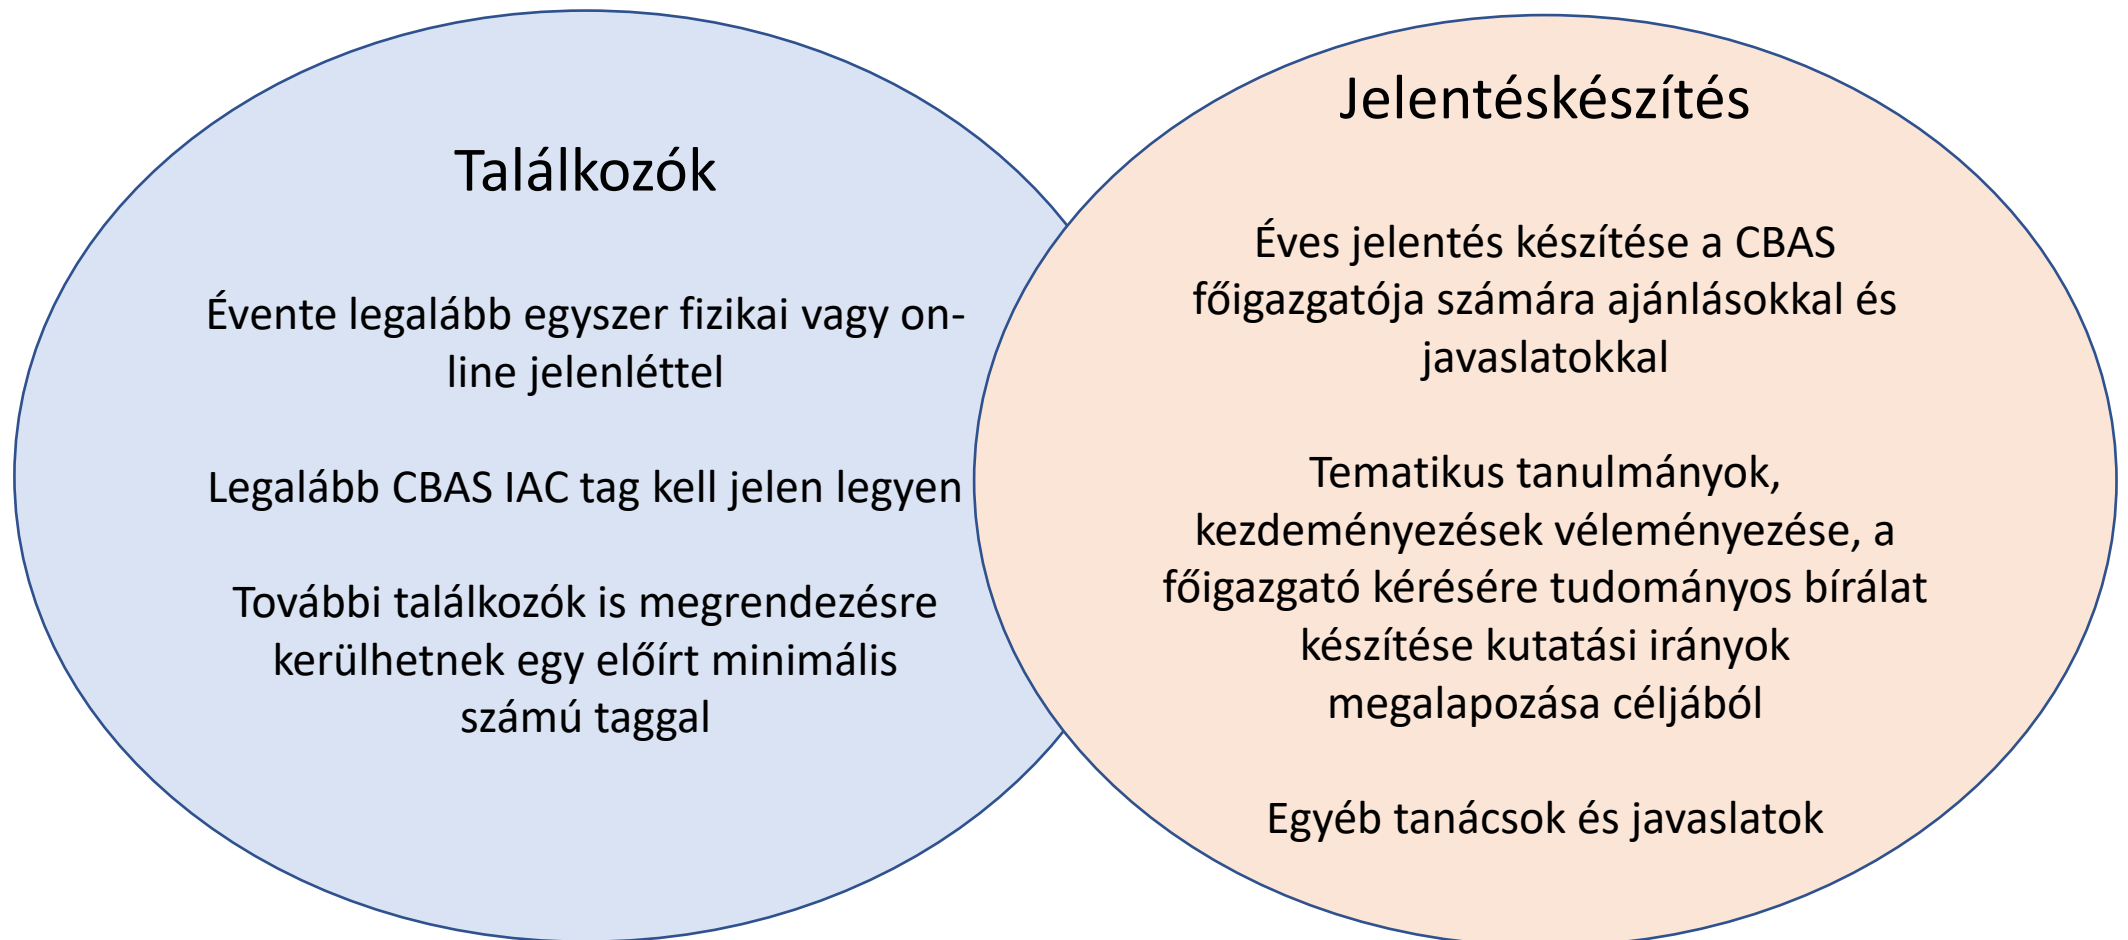 Találkozók
Évente legalább egyszer fizikai vagy on-
line jelenléttel
Legalább CBAS IAC tag kell jelen legyen
További találkozók is megrendezésre
kerülhetnek egy előírt minimális
számú taggal
Jelentéskészítés
Éves jelentés készítése a CBAS
főigazgatója számára ajánlásokkal és
javaslatokkal
Tematikus tanulmányok,
kezdeményezések véleményezése, a
főigazgató kérésére tudományos bírálat
készítése kutatási irányok
megalapozása céljából
Egyéb tanácsok és javaslatok